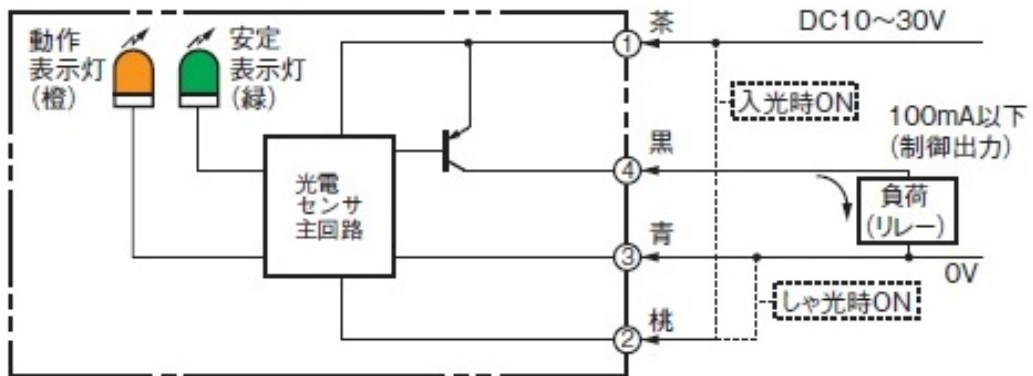 動作
表示灯
(橙)
安定
表示灯
(緑)
光電
センサ
主回路
① 茶
DC10～30V
入光時ON
100mA以下
(制御出力)
④ 黒
負荷
(リレー)
③ 青
0V
しゃ光時ON
② 桃